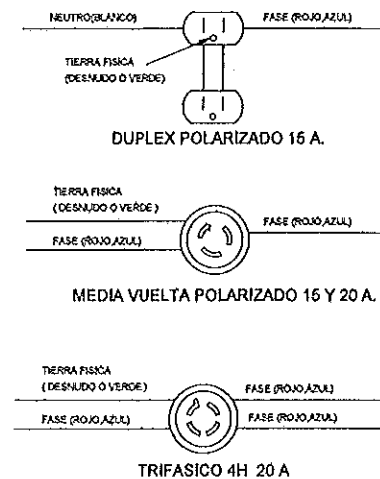 NEUTRO(BLANCO)
FASE (ROJO,AZUL)
TIERRA FISICA
(DESNUDO O VERDE)
DUPLEX POLARIZADO 15 A.
TIERRA FISICA
( DESNUDO O VERDE )
FASE (ROJO,AZUL)
FASE (ROJO,AZUL)
MEDIA VUELTA POLARIZADO 15 Y 20 A.
TIERRA FISICA
( DESNUDO O VERDE )
FASE (ROJO,AZUL)
FASE (ROJO,AZUL)
FASE (ROJO,AZUL)
TRIFASICO 4H 20 A